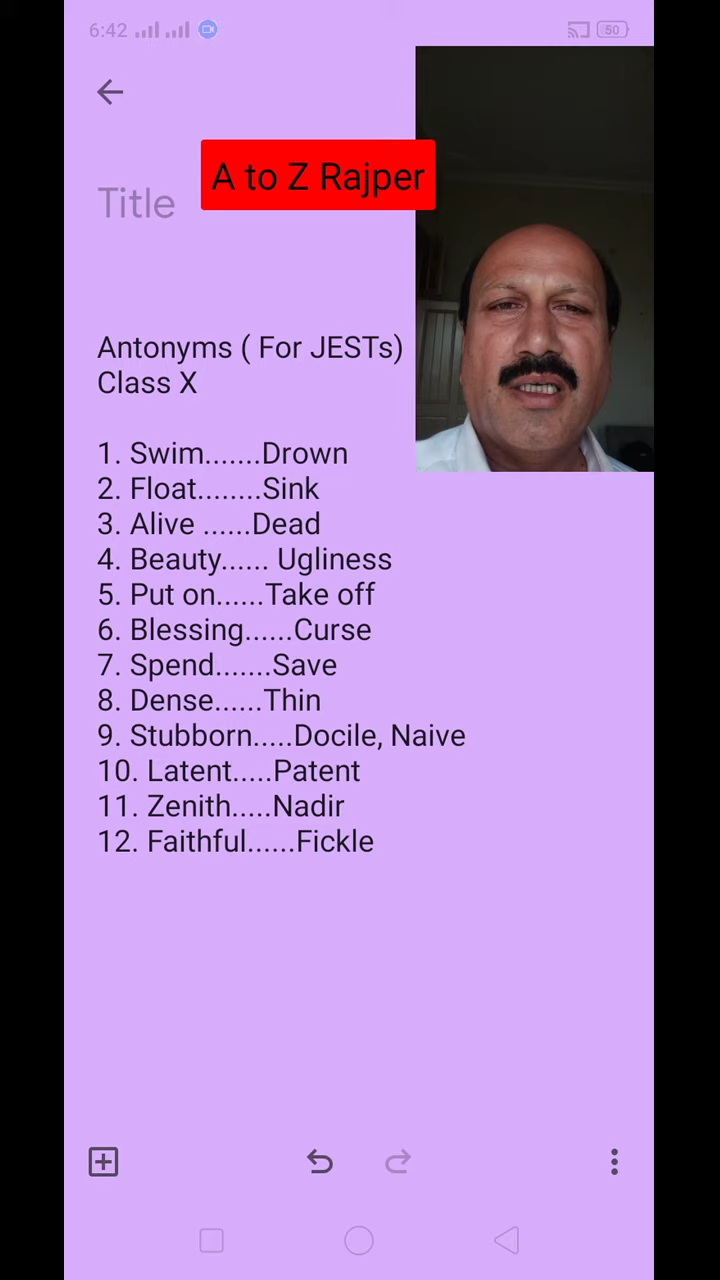 6:42
50
A to Z Rajper
Title
Antonyms ( For JESTs)
Class X
1. Swim.......Drown
2. Float........Sink
3. Alive ......Dead
4. Beauty...... Ugliness
5. Put on......Take off
6. Blessing......Curse
7. Spend.......Save
8. Dense......Thin
9. Stubborn.....Docile, Naive
10. Latent.....Patent
11. Zenith.....Nadir
12. Faithful......Fickle